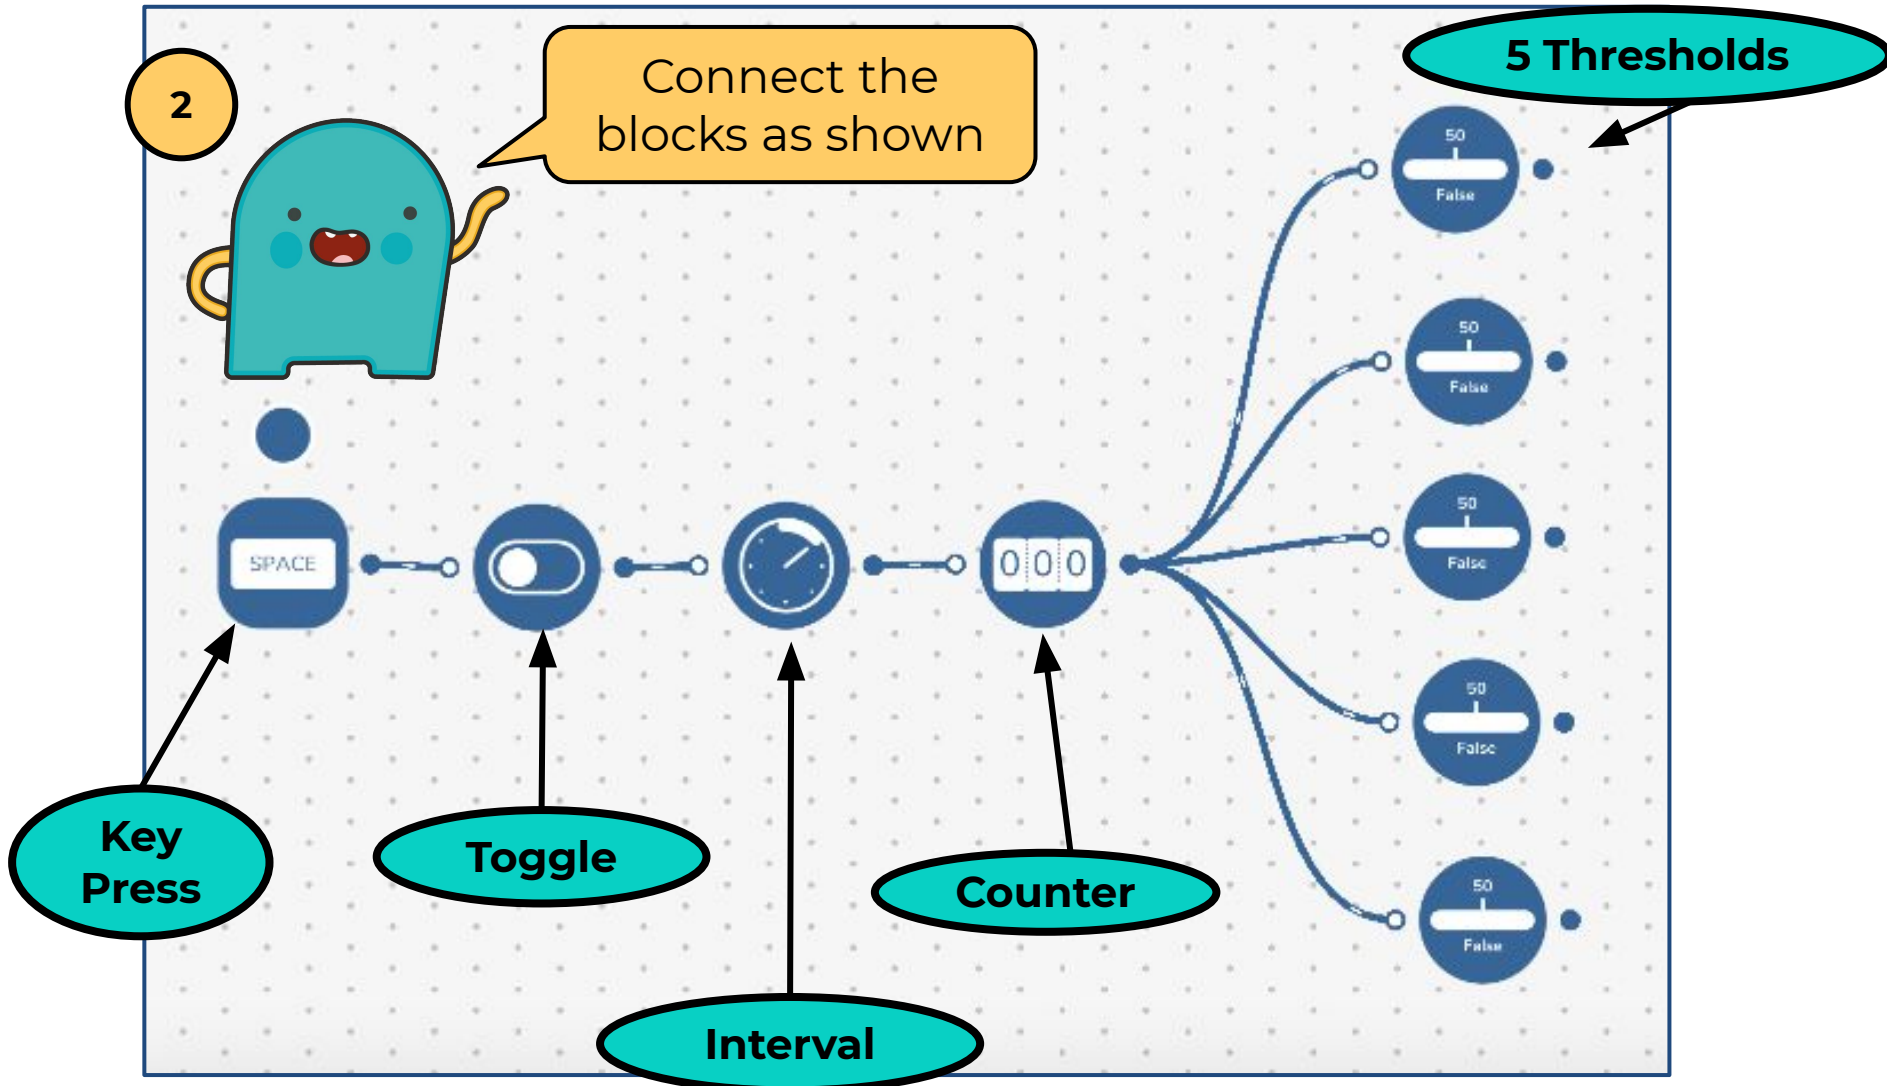 2
Connect the
blocks as shown
5 Thresholds
50
False
50
False
50
False
50
False
50
False
SPACE
000
Key
Press
Toggle
Interval
Counter